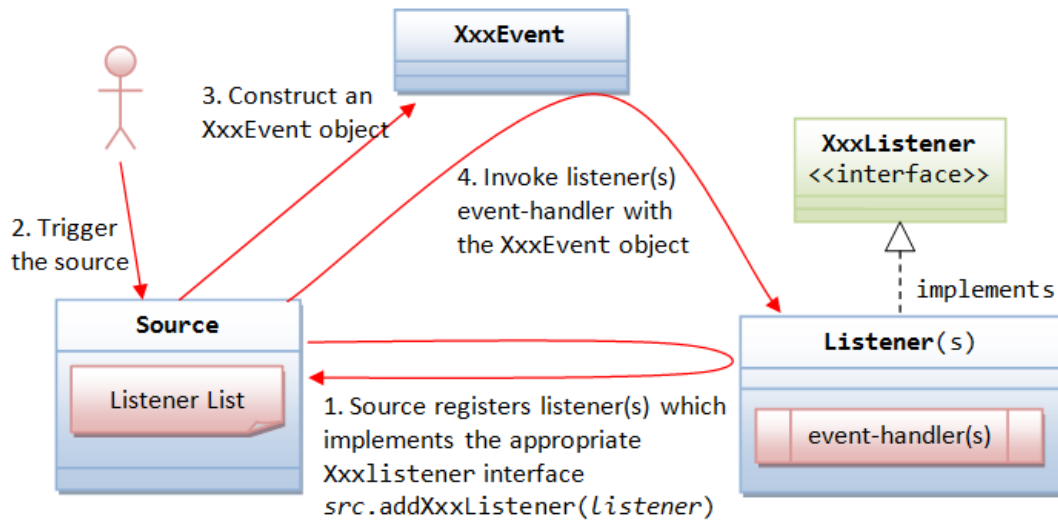 XxxEvent
3. Construct an
XxxEvent object
XxxListener
<<interface>>
4. Invoke listener(s)
event-handler with
the XxxEvent object
2. Trigger
the source
implements
Source
Listener(s)
Listener List
event-handler(s)
1. Source registers listener(s) which
implements the appropriate
Xxxlistener interface
src.addXxxListener(listener)